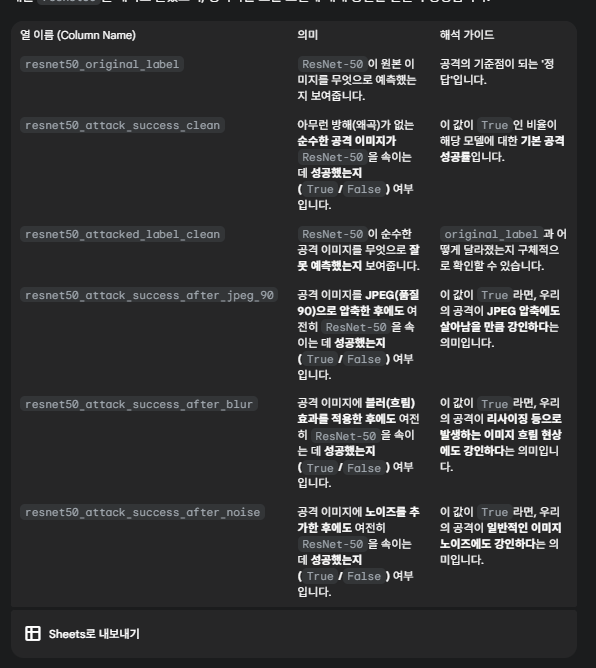 열 이름 (Column Name) 의미 해석 가이드
resnet50_original_label
ResNet-50 이 원본 이
미지를 무엇으로 예측했는
지 보여줍니다.
공격의 기준점이 되는 '정
답'입니다.
resnet50_attack_success_clean
아무런 방해(왜곡)가 없는
순수한 공격 이미지가
ResNet-50 을 속이는
데 성공했는지
( True / False ) 여부
입니다.
이 값이 True 인 비율이
해당 모델에 대한 기본 공격
성공률입니다.
resnet50_attacked_label_clean
ResNet-50 이 순수한
공격 이미지를 무엇으로 잘
못 예측했는지 보여줍니다.
original_label 과 어
떻게 달라졌는지 구체적으
로 확인할 수 있습니다.
resnet50_attack_success_after_jpeg_90
공격 이미지를 JPEG(품질
90)으로 압축한 후에도 여
전히 ResNet-50 을 속
이는 데 성공했는지
( True / False ) 여부
입니다.
이 값이 True 라면, 우리
의 공격이 JPEG 압축에도
살아남을 만큼 강인하다는
의미입니다.
resnet50_attack_success_after_blur
공격 이미지에 블러(흐림)
효과를 적용한 후에도 여전
히 ResNet-50 을 속이
는 데 성공했는지
( True / False ) 여부
입니다.
이 값이 True 라면, 우리
의 공격이 리사이징 등으로
발생하는 이미지 흐림 현상
에도 강인하다는 의미입니
다.
resnet50_attack_success_after_noise
공격 이미지에 노이즈를 추
가한 후에도 여전히
ResNet-50 을 속이는
데 성공했는지
( True / False ) 여부
입니다.
이 값이 True 라면, 우리
의 공격이 일반적인 이미지
노이즈에도 강인하다는 의
미입니다.
Sheets로 내보내기